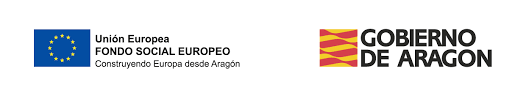 Unión Europea
FONDO SOCIAL EUROPEO
Construyendo Europa desde Aragón
GOBIERNO
DE ARAGON